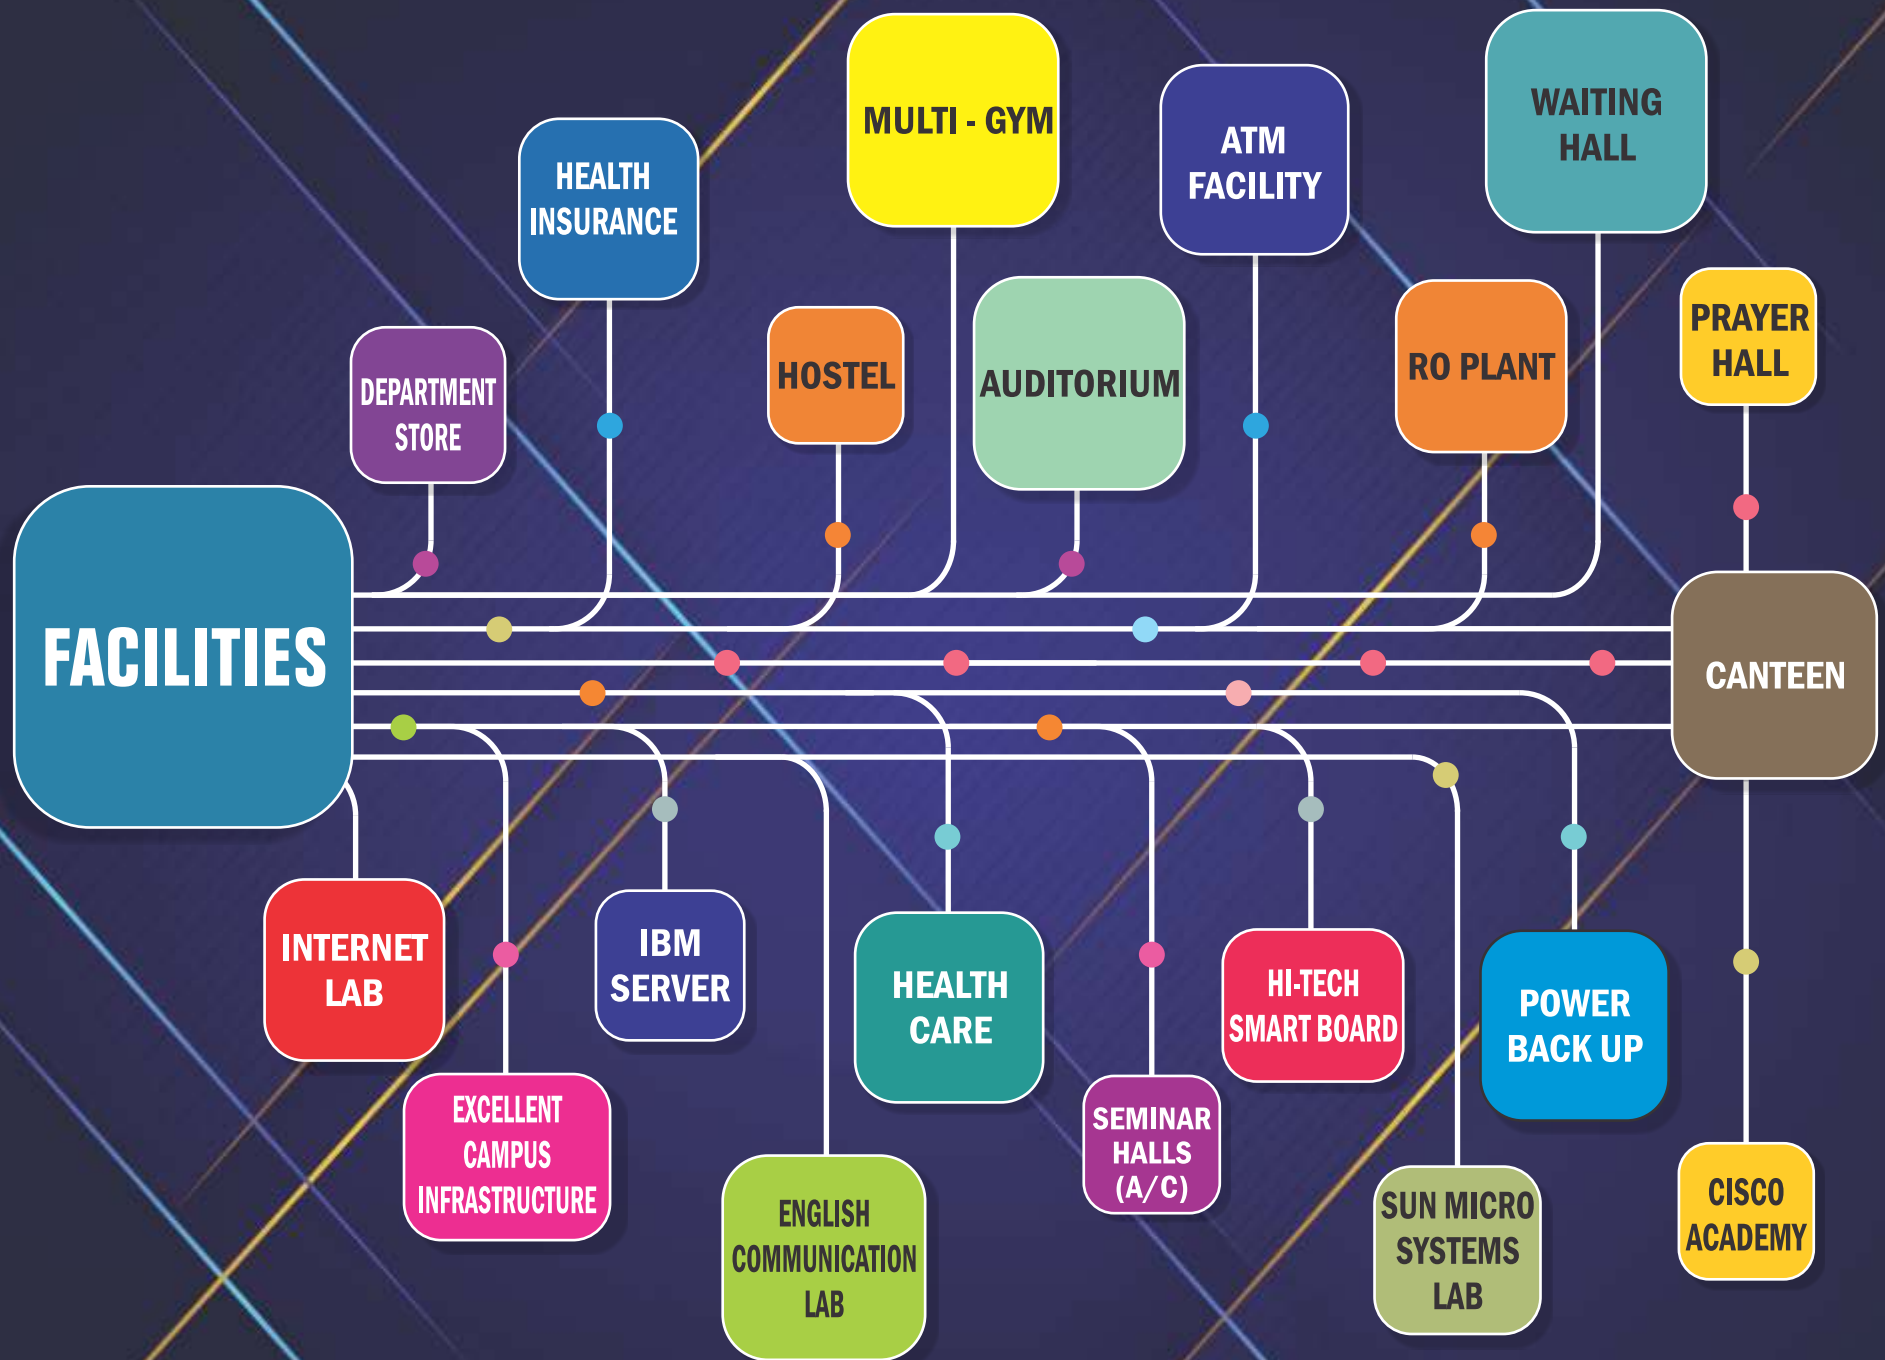 MULTI - GYM
WAITING
HALL
ATM
FACILITY
HEALTH
INSURANCE
PRAYER
HALL
HOSTEL
AUDITORIUM
RO PLANT
DEPARTMENT
STORE
FACILITIES
CANTEEN
INTERNET
LAB
IBM
SERVER
HEALTH
CARE
HI-TECH
SMART BOARD
POWER
BACK UP
EXCELLENT
CAMPUS
INFRASTRUCTURE
SEMINAR
HALLS
(A/C)
ENGLISH
COMMUNICATION
LAB
SUN MICRO
SYSTEMS
LAB
CISCO
ACADEMY